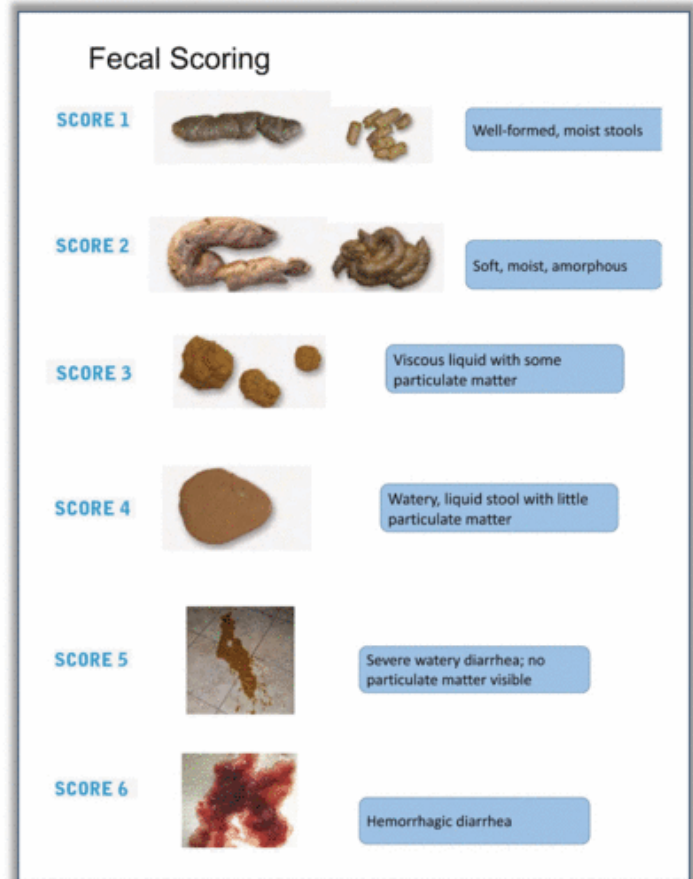 Fecal Scoring
SCORE 1
Well-formed, moist stools
SCORE 2
Soft, moist, amorphous
SCORE 3
Viscous liquid with some
particulate matter
SCORE 4
Watery, liquid stool with little
particulate matter
SCORE 5
Severe watery diarrhea; no
particulate matter visible
SCORE 6
Hemorrhagic diarrhea